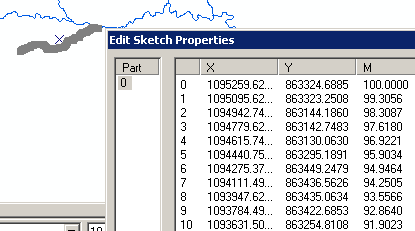 Edit Sketch Properties
Part
0
X Y M
0 1095259.62... 863324.6885 100.0000
1 1095095.62... 863323.2508 99.3056
2 1094942.74... 863144.1860 98.3087
3 1094779.62... 863142.7483 97.6180
4 1094615.74... 863130.0630 96.9221
5 1094440.75... 863295.1891 95.9034
6 1094275.37... 863449.2526 94.9464
7 1094111.49... 863436.5626 94.2505
8 1093947.62... 863435.0634 93.5566
9 1093784.49... 863422.6853 92.8640
10 1093631.50... 863254.8108 91.9023